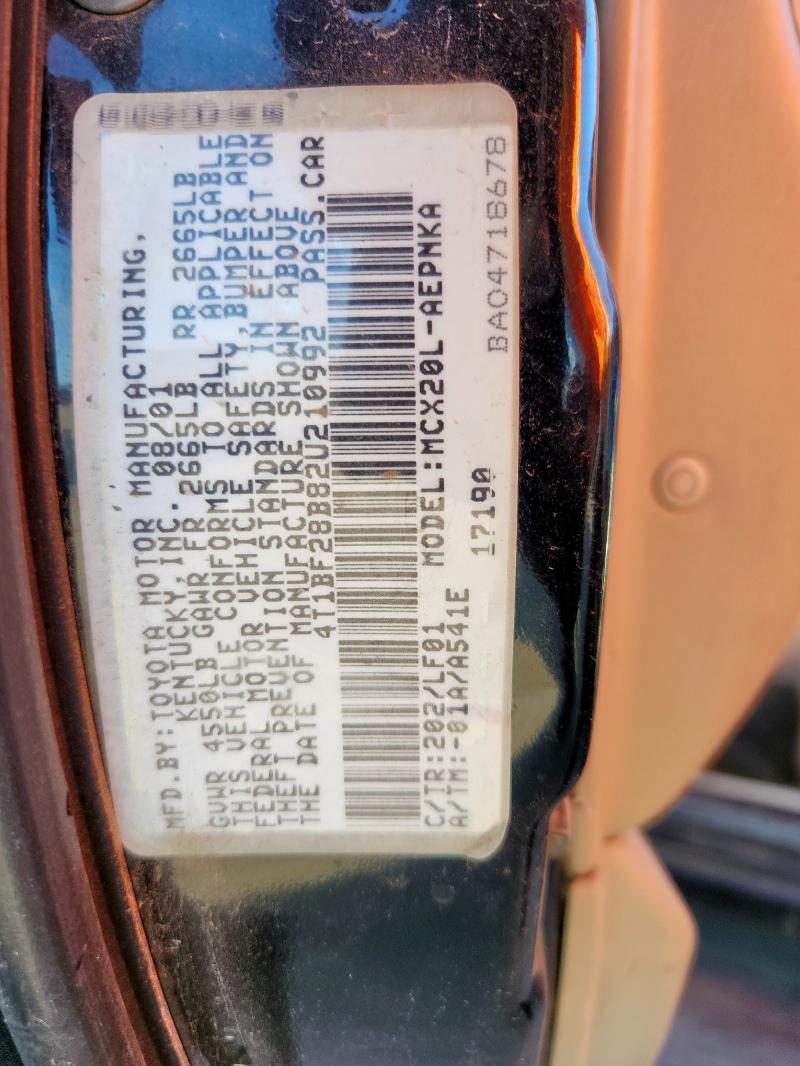 MFD.BY:TOYOTA MOTOR MANUFACTURING,
KENTUCKY,INC. 08/01
GVWR 4550LB GAWR FR 2665LB RR 2665LB
THIS VEHICLE CONFORMS TO ALL APPLICABLE
FEDERAL MOTOR VEHICLE SAFETY,BUMPER AND
THEFT PREVENTION STANDARDS IN EFFECT ON
THE DATE OF MANUFACTURE SHOWN ABOVE
4T1BF28B82U210992 PASS.CAR
C/TR:202/LF01 MODEL:MCX20L-AEPNKA
A/TM:-01A/A541E 17190
BA04718678